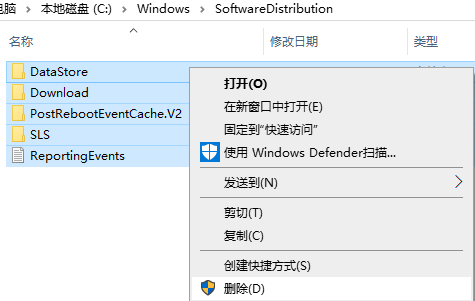 电脑 › 本地磁盘 (C:) › Windows › SoftwareDistribution
名称 修改日期 类型
DataStore
Download
PostRebootEventCache.V2
SLS
ReportingEvents
打开(O)
在新窗口中打开(E)
固定到"快速访问"
使用 Windows Defender扫描...
发送到(N)
剪切(T)
复制(C)
创建快捷方式(S)
删除(D)